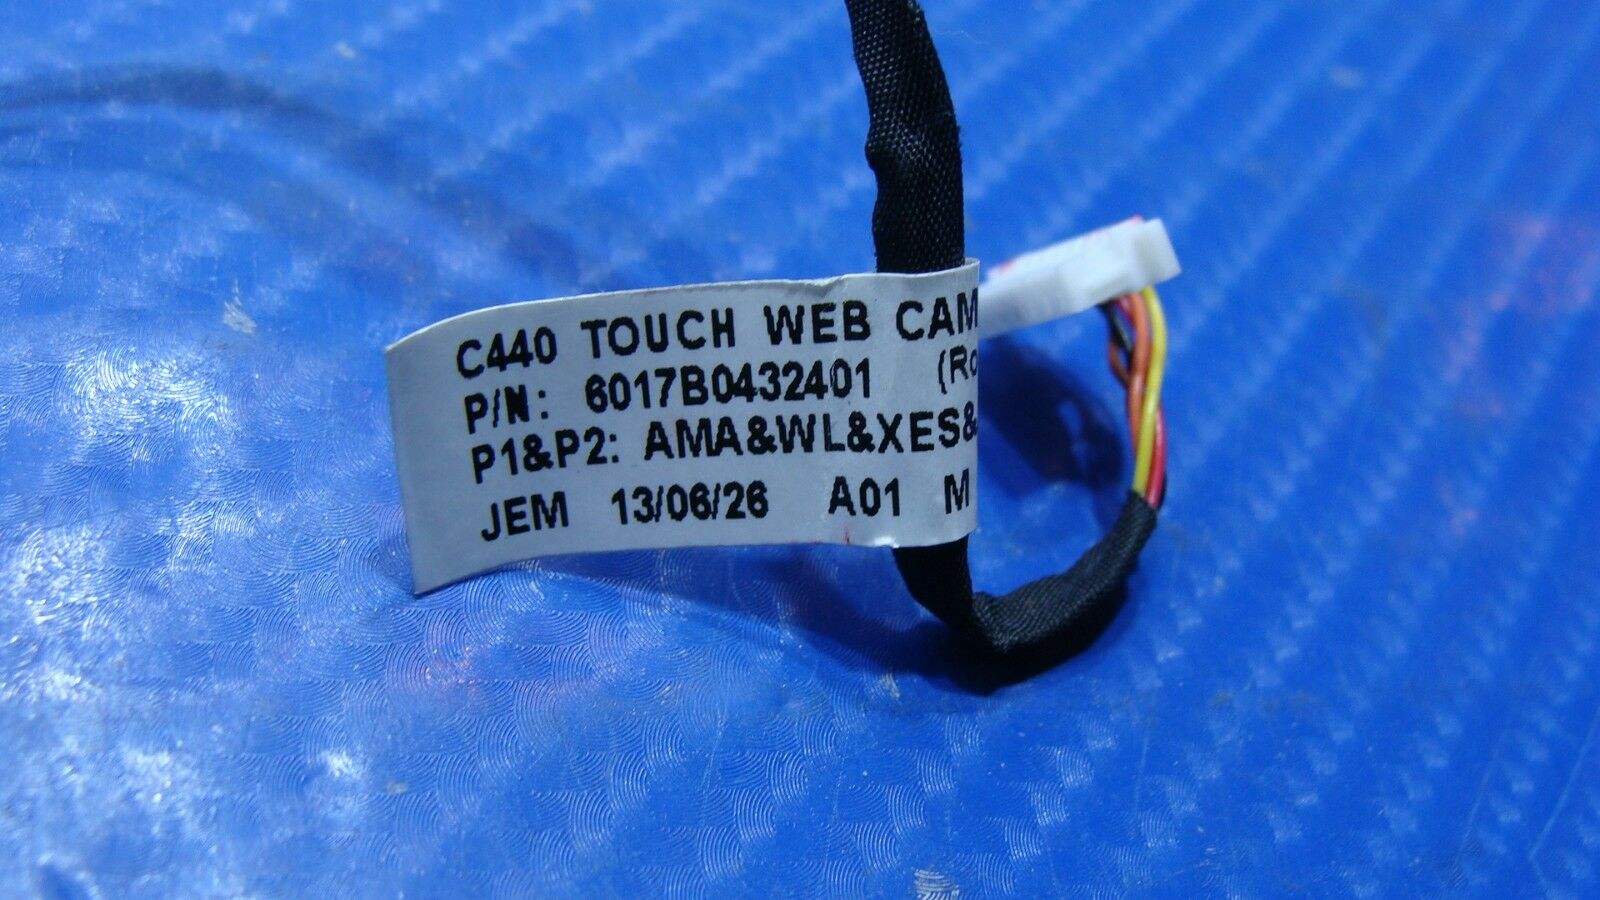 C440 TOUCH WEB CAM
P/N: 6017B0432401 (Ro
P1&P2: AMA&WL&XES&
JEM 13/06/26 A01 M